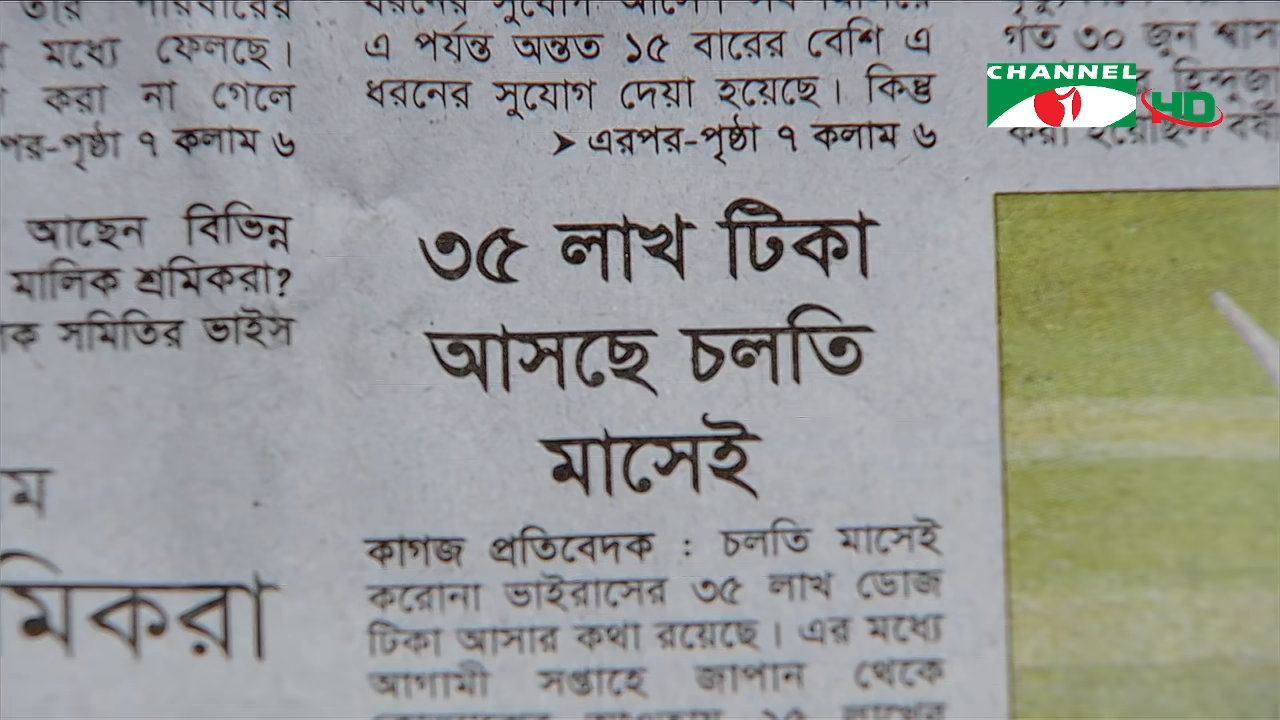 মধ্যে ফেলছে।
করা না গেলে
পর-পৃষ্ঠা ৭ কলাম ৬
আছেন বিভিন্ন
মালিক শ্রমিকরা?
ক সমিতির ভাইস
ম
মিকরা
এ পর্যন্ত অন্তত ১৫ বারের বেশি এ
ধরনের সুযোগ দেয়া হয়েছে। কিন্তু
➤ এরপর-পৃষ্ঠা ৭ কলাম ৬
৩৫ লাখ টিকা
আসছে চলতি
মাসেই
কাগজ প্রতিবেদক : চলতি মাসেই
করোনা ভাইরাসের ৩৫ লাখ ডোজ
টিকা আসার কথা রয়েছে। এর মধ্যে
আগামী সপ্তাহে জাপান থেকে
গত ৩০ জুন
CHANNEL
HD